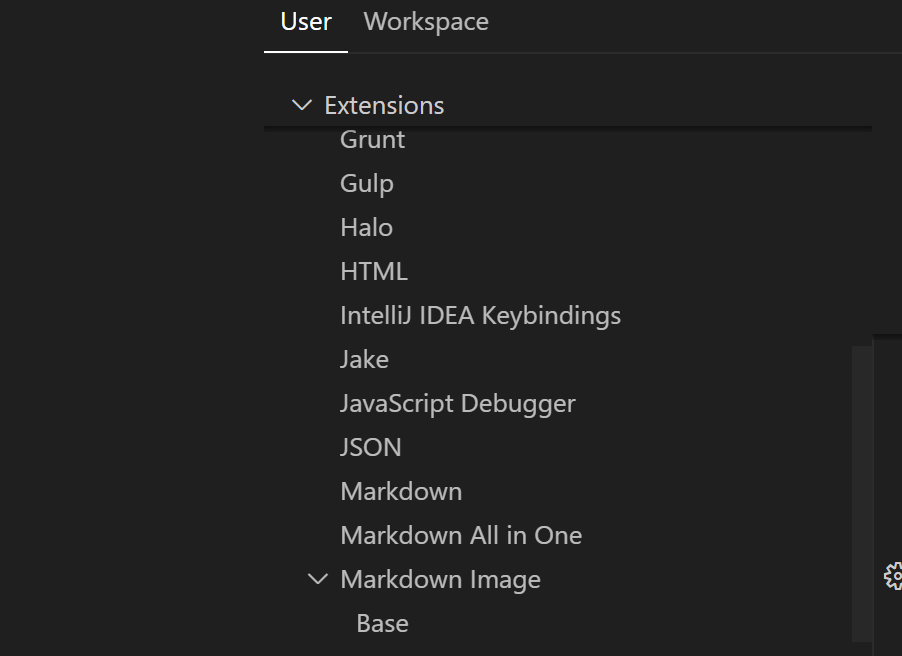 User Workspace
Extensions
Grunt
Gulp
Halo
HTML
IntelliJ IDEA Keybindings
Jake
JavaScript Debugger
JSON
Markdown
Markdown All in One
Markdown Image
Base